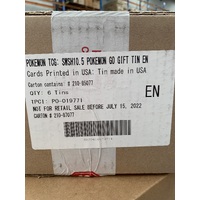 POKEMON TCG: SWSH10.5 POKEMON GO GIFT TIN EN
Cards Printed in USA: Tin made in USA
Carton contains: # 210-85077
EN
QTY: 6 Tins
TPCI: PO-019771
NOT FOR RETAIL SALE BEFORE JULY 15, 2022
CARTON # 210-87077